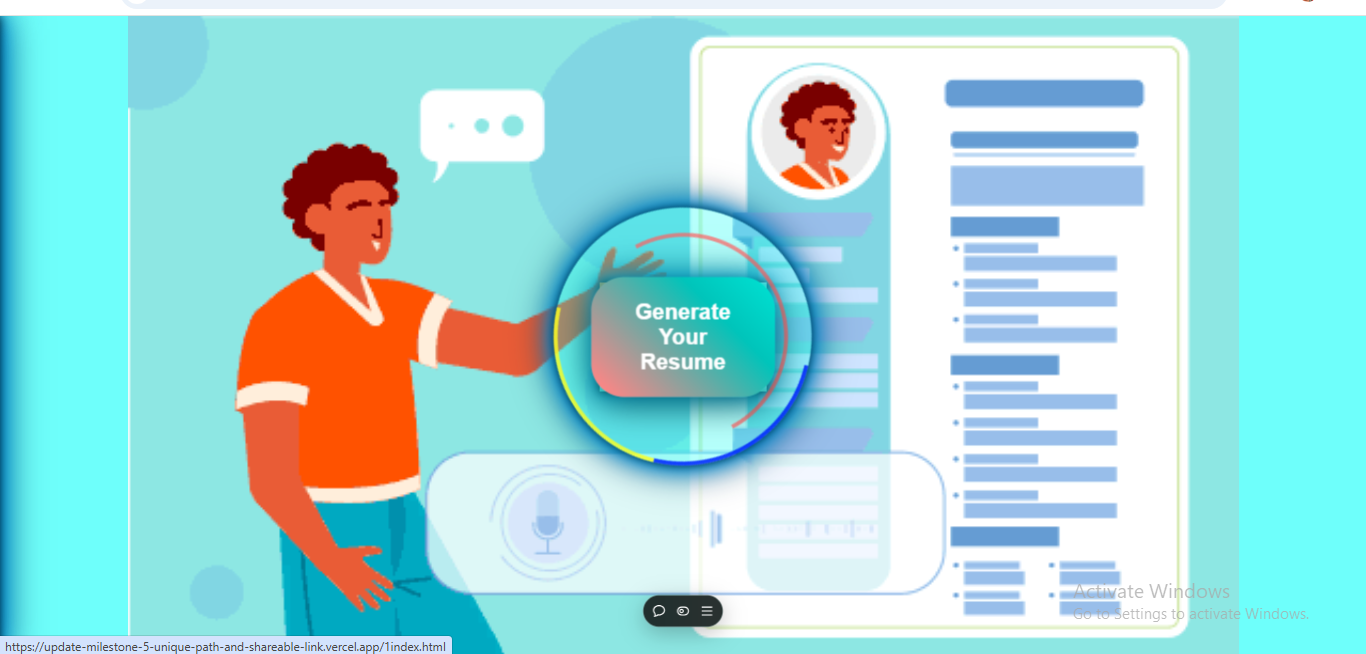 Generate
Your
Resume
Activate Windows
Go to Settings to activate Windows.
https://update-milestone-5-unique-path-and-shareable-link.vercel.app/1index.html